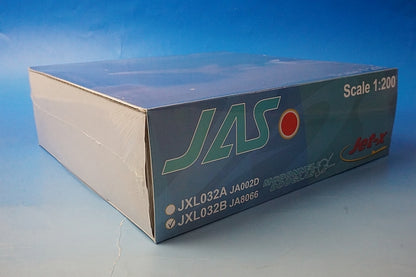 Scale 1:200
JAS
Jet-x
JXL032A JA002D
JXL032B JA8066